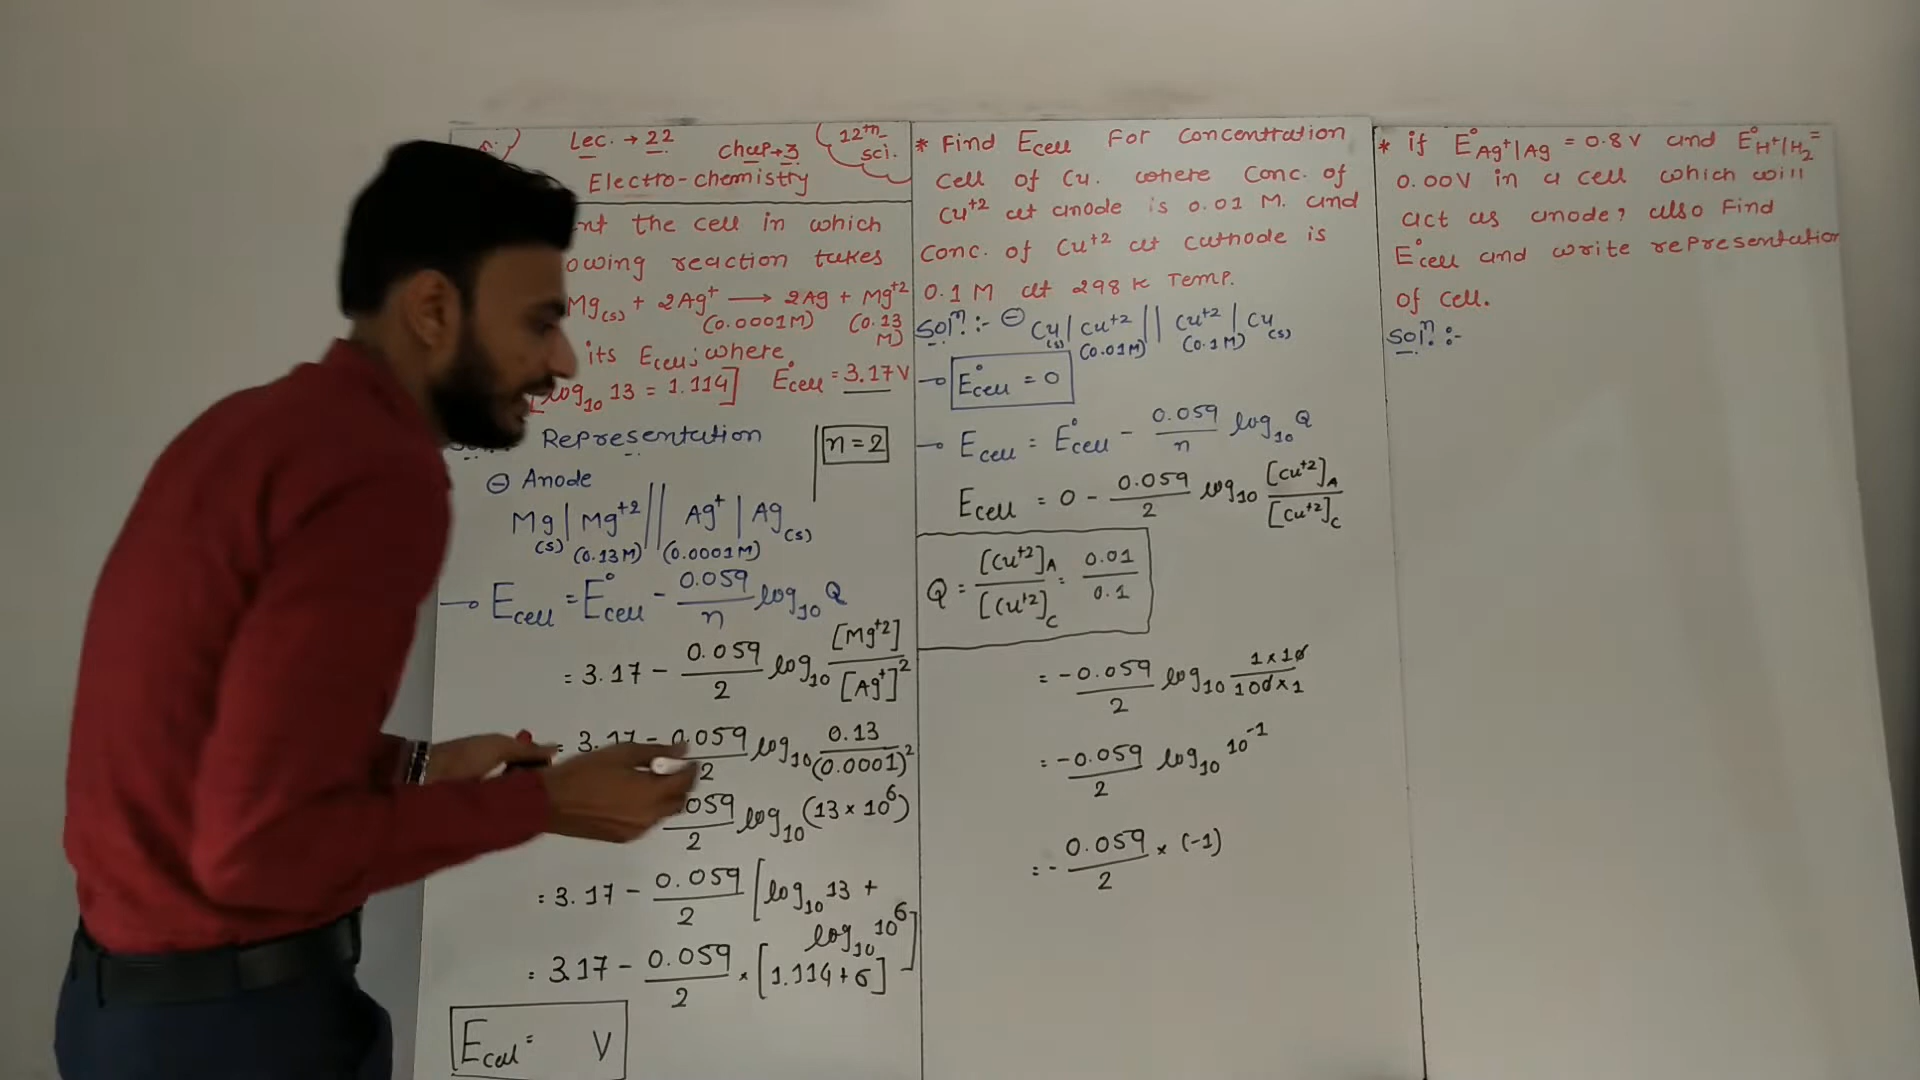 Lec. → 22
chap→3
12th sci.
Electro-chemistry
the cell in which
reaction takes
Mg(s) + 2Ag⁺ ⟶ 2Ag + Mg⁺²
(0.0001M) (0.13 M)
its Ecell; where
[log₁₀ 13 = 1.114] E°cell = 3.17V
Representation
n = 2
⊖ Anode
Mg(s) | Mg⁺² || Ag⁺ | Ag(s)
(0.13M) (0.0001M)
→ Ecell = E°cell - 0.059/n log₁₀ Q
= 3.17 - 0.059/2 log₁₀ [Mg⁺²]/[Ag⁺]²
= 3.17 - 0.059/2 log₁₀ 0.13/(0.0001)²
059/2 log₁₀ (13 × 10⁶)
= 3.17 - 0.059/2 [log₁₀ 13 +
log₁₀ 10⁶]
= 3.17 - 0.059/2 × [1.114 + 6]
Ecell = V
* Find Ecell For concentration
cell of Cu. where Conc. of
Cu⁺² at anode is 0.01 M. and
Conc. of Cu⁺² at cathode is
0.1 M at 298 K Temp.
Solⁿ. :- ⊖ Cu(s) | Cu⁺² || Cu⁺² | Cu(s)
(0.01M) (0.1M)
→ E°cell = 0
→ Ecell = E°cell - 0.059/n log₁₀ Q
Ecell = 0 - 0.059/2 log₁₀ [Cu⁺²]A/[Cu⁺²]C
Q = [Cu⁺²]A/[Cu⁺²]C = 0.01/0.1
= -0.059/2 log₁₀ 1×10/100×1
= -0.059/2 log₁₀ 10⁻¹
= - 0.059/2 × (-1)
* if E°Ag⁺|Ag = 0.8 V and E°H⁺|H₂ =
0.00V in a cell which will
act as anode? also Find
E°cell and write representation
of cell.
Solⁿ. :-